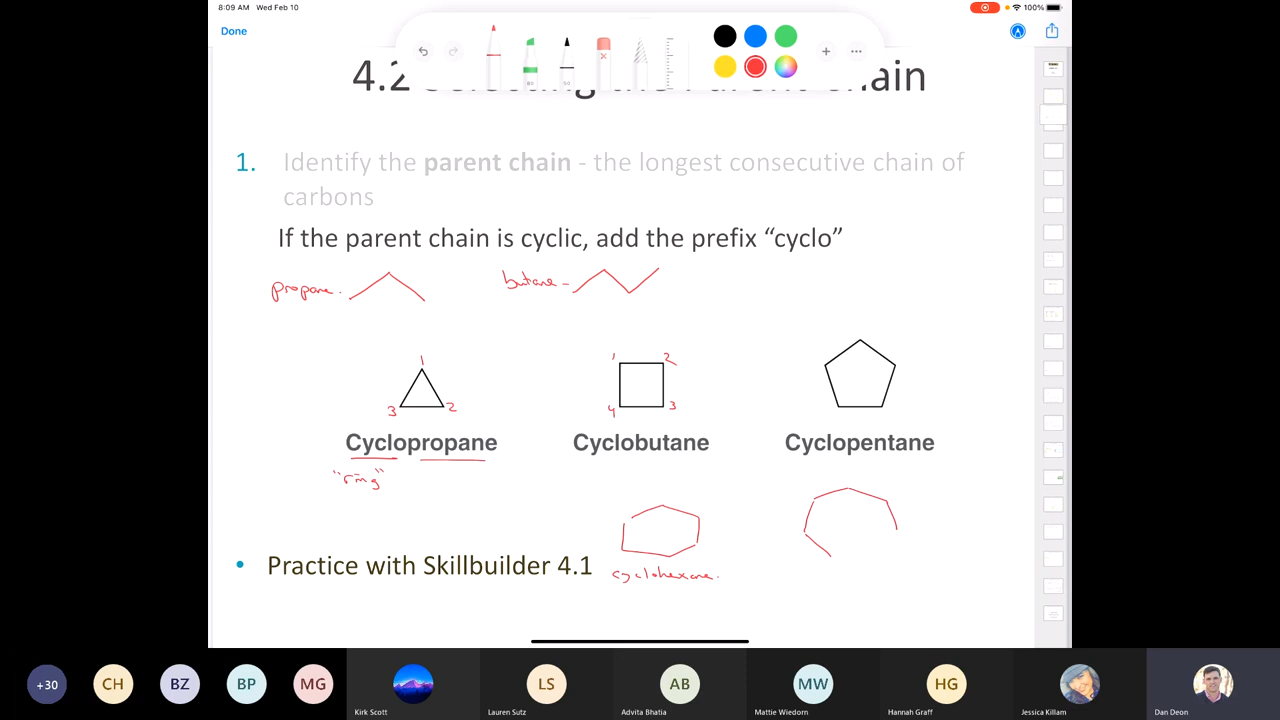 8:09 AM Wed Feb 10
100%
Done
4.2
ain
1. Identify the parent chain - the longest consecutive chain of
carbons
If the parent chain is cyclic, add the prefix “cyclo”
propane.
butane -
1
3 2
1 2
4 3
Cyclopropane Cyclobutane Cyclopentane
"ring"
• Practice with Skillbuilder 4.1
cyclohexane.
+30 CH BZ BP MG LS AB MW HG
Kirk Scott Lauren Sutz Advita Bhatia Mattie Wiedorn Hannah Graff Jessica Killam Dan Deon